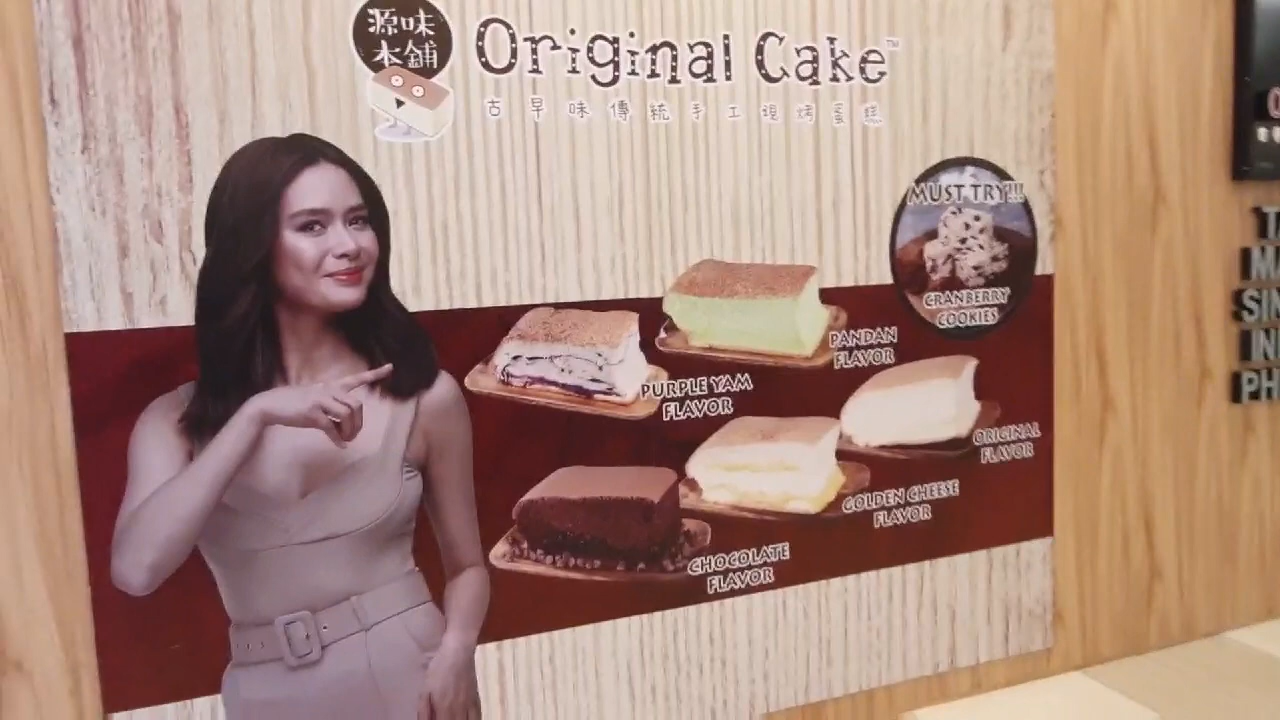 源味
本鋪
Original Cake™
古早味傳統手工現烤蛋糕
MUST TRY!!!
CRANBERRY
COOKIES
PANDAN
FLAVOR
PURPLE YAM
FLAVOR
ORIGINAL
FLAVOR
GOLDEN CHEESE
FLAVOR
CHOCOLATE
FLAVOR